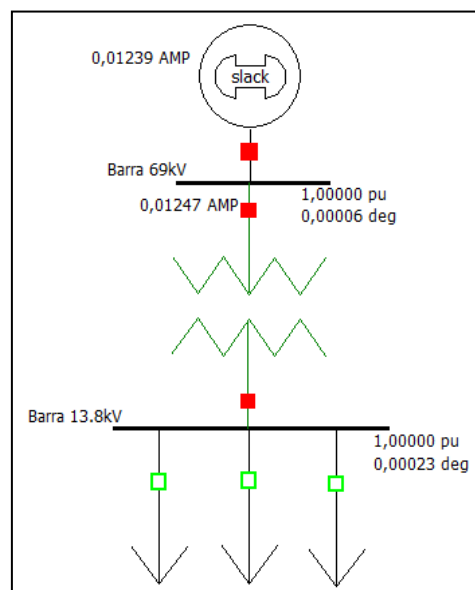 0,01239 AMP
slack
Barra 69kV
0,01247 AMP
1,00000 pu
0,00006 deg
Barra 13.8kV
1,00000 pu
0,00023 deg